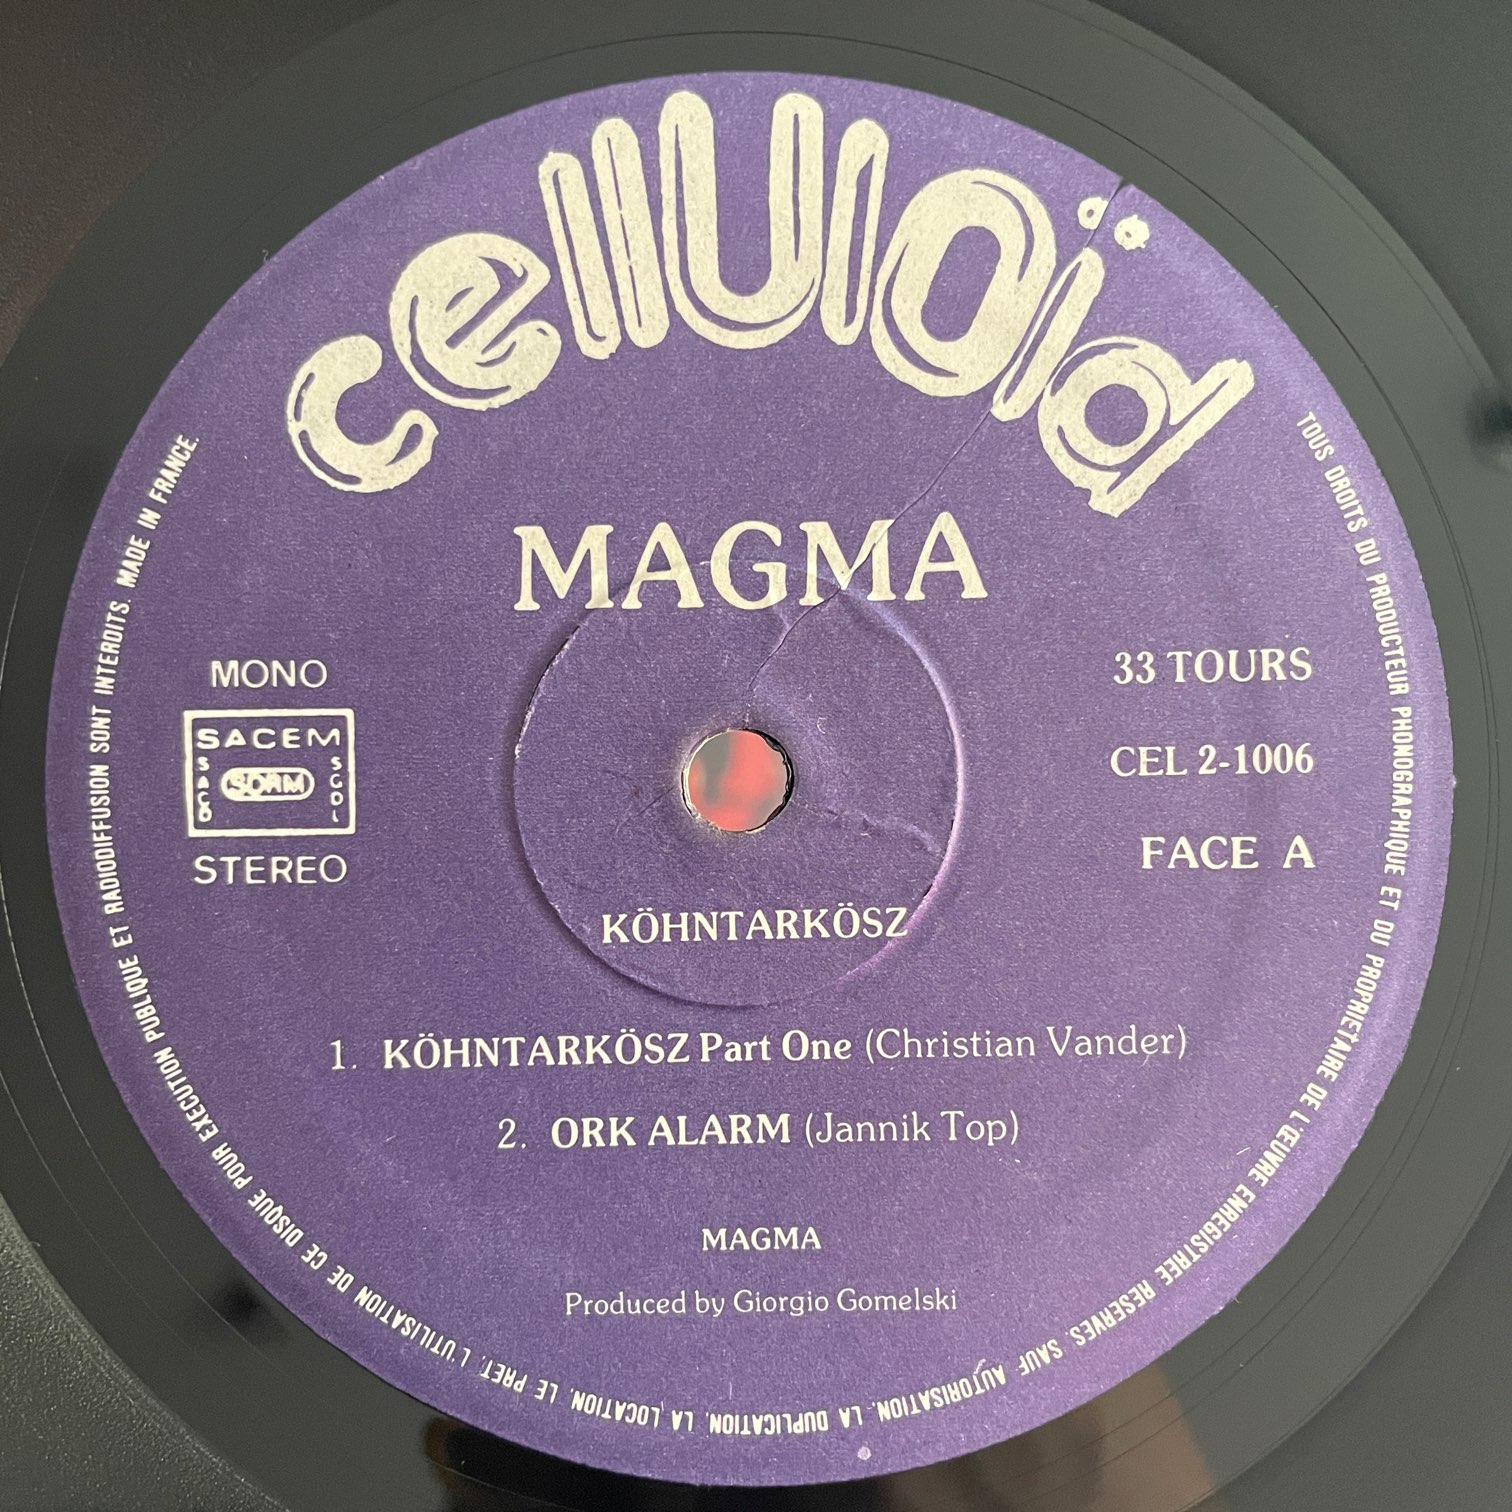 celluloïd
MAGMA
MONO
SACEM
SACD
SDRM
SGDL
STEREO
33 TOURS
CEL 2-1006
FACE A
KÖHNTARKÖSZ
1. KÖHNTARKÖSZ Part One (Christian Vander)
2. ORK ALARM (Jannik Top)
MAGMA
Produced by Giorgio Gomelski
TOUS DROITS DU PRODUCTEUR PHONOGRAPHIQUE ET DU PROPRIETAIRE DE L'ŒUVRE ENREGISTREE RESERVES. SAUF AUTORISATION, LA DUPLICATION, LA LOCATION, LE PRET, L'UTILISATION DE CE DISQUE POUR EXECUTION PUBLIQUE ET RADIODIFFUSION SONT INTERDITS. MADE IN FRANCE.